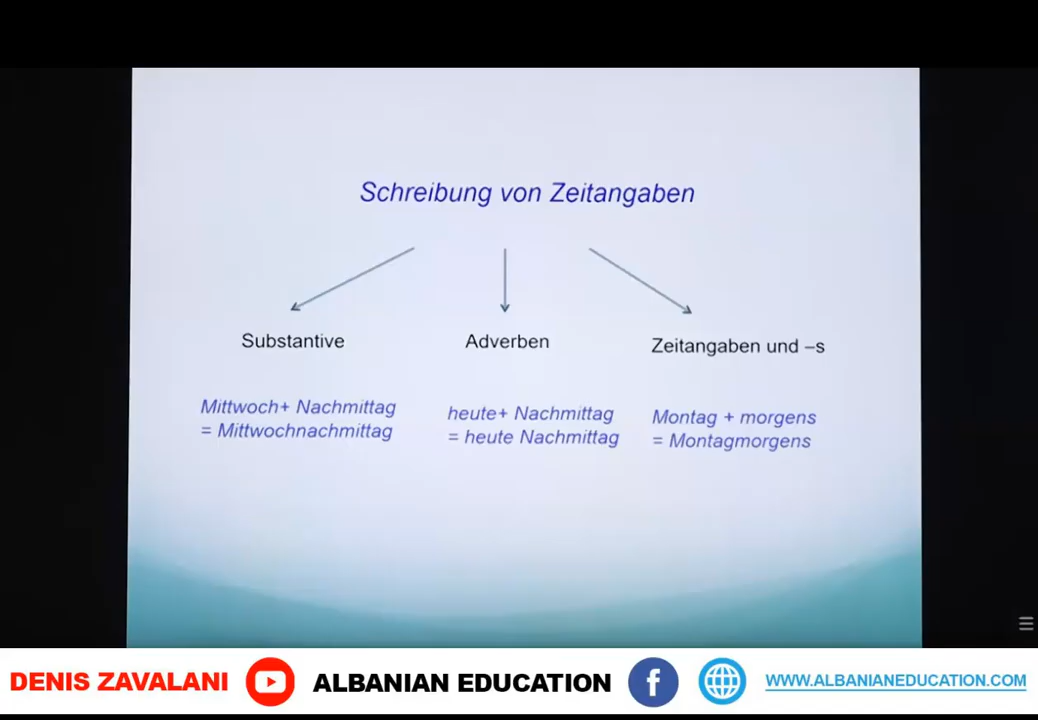 Schreibung von Zeitangaben
Substantive
Adverben
Zeitangaben und –s
Mittwoch+ Nachmittag
= Mittwochnachmittag
heute+ Nachmittag
= heute Nachmittag
Montag + morgens
= Montagmorgens
DENIS ZAVALANI
ALBANIAN EDUCATION
WWW.ALBANIANEDUCATION.COM